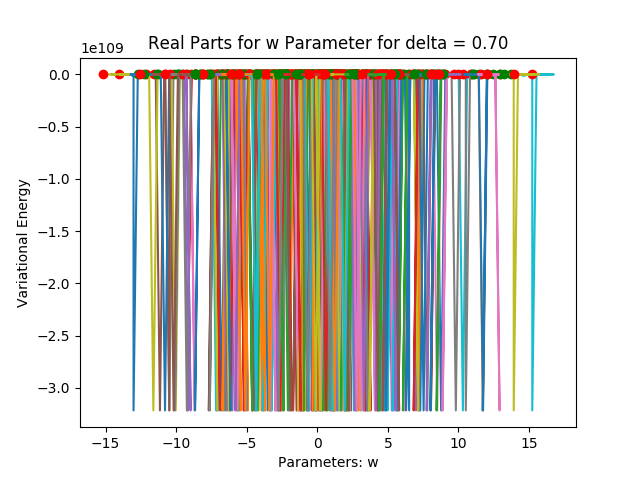 Real Parts for w Parameter for delta = 0.70
1e109
0.0
−0.5
−1.0
−1.5
−2.0
−2.5
−3.0
Variational Energy
−15 −10 −5 0 5 10 15
Parameters: w